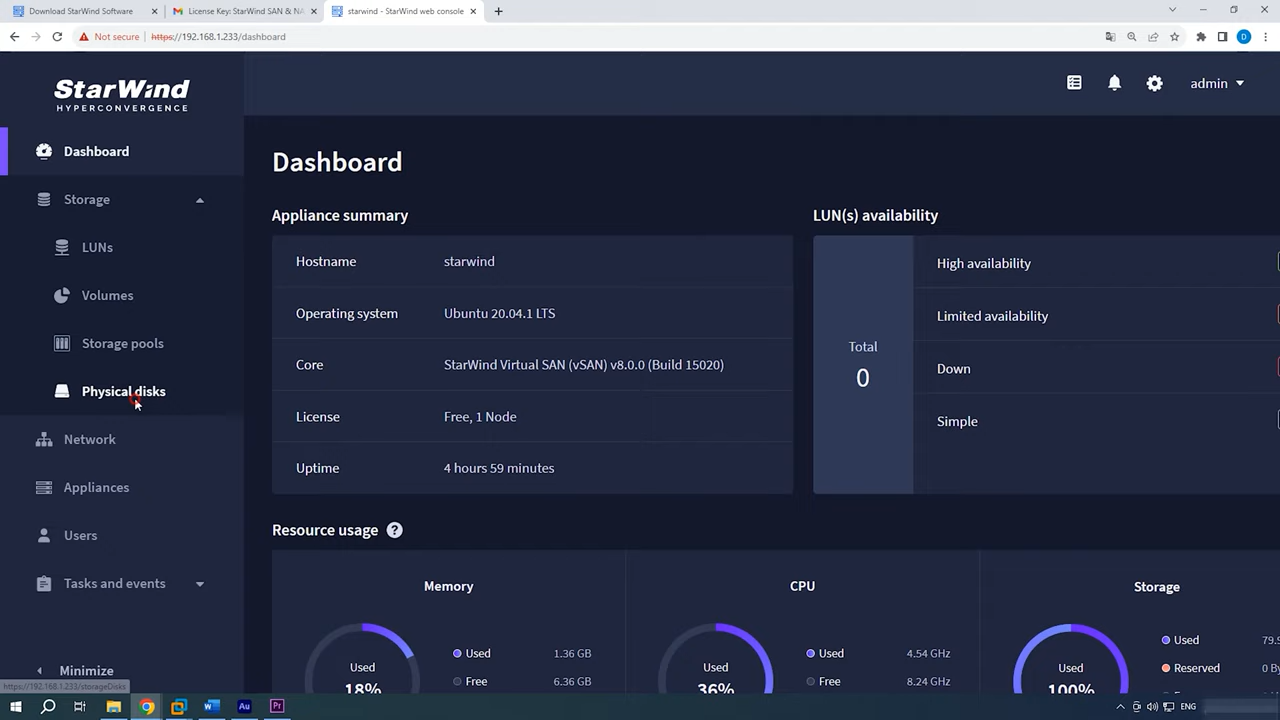 Download StarWind Software
License Key: StarWind SAN & NA
starwind - StarWind web console
Not secure
https://192.168.1.233/dashboard
D
StarWind
HYPERCONVERGENCE
admin
Dashboard
Storage
LUNs
Volumes
Storage pools
Physical disks
Network
Appliances
Users
Tasks and events
Minimize
https://192.168.1.233/storageDisks
Dashboard
Appliance summary
Hostname starwind
Operating system Ubuntu 20.04.1 LTS
Core StarWind Virtual SAN (vSAN) v8.0.0 (Build 15020)
License Free, 1 Node
Uptime 4 hours 59 minutes
LUN(s) availability
Total
0
High availability
Limited availability
Down
Simple
Resource usage ?
Memory
Used
18%
Used 1.36 GB
Free 6.36 GB
CPU
Used
36%
Used 4.54 GHz
Free 8.24 GHz
Storage
Used
100%
Used 79.
Reserved 0 B
W
Au
Pr
ENG